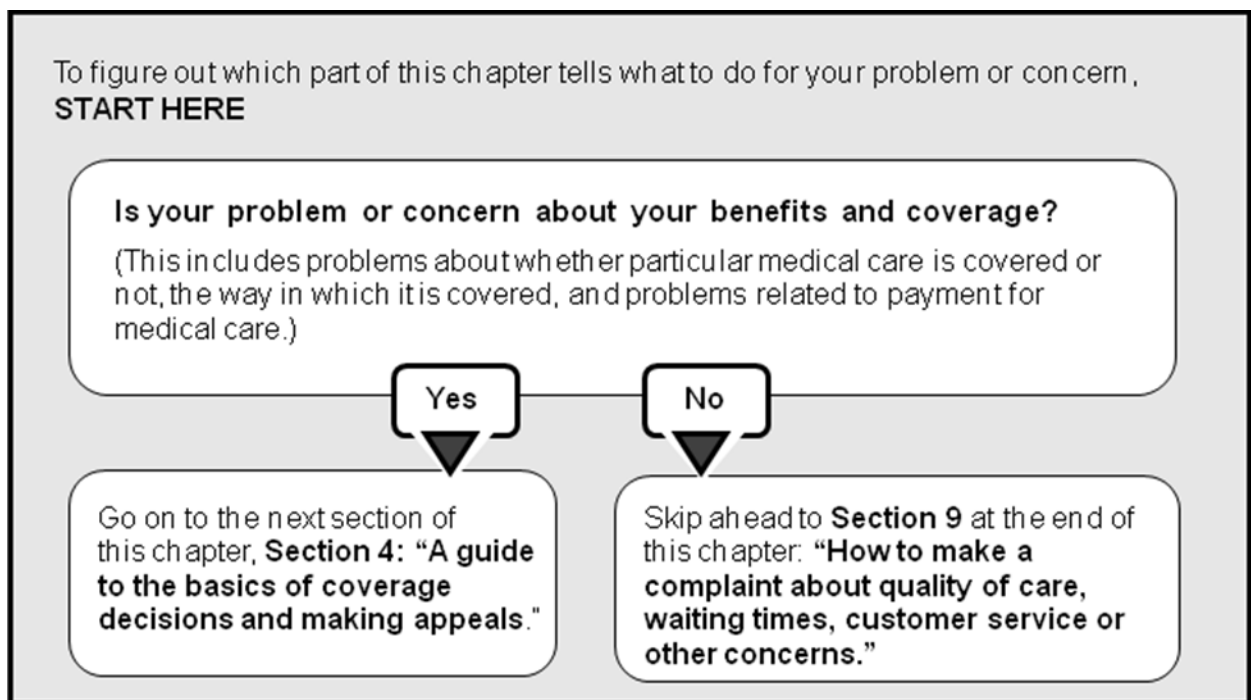 To figure out which part of this chapter tells what to do for your problem or concern,
START HERE
Is your problem or concern about your benefits and coverage?
(This includes problems about whether particular medical care is covered or
not, the way in which it is covered, and problems related to payment for
medical care.)
Yes
No
Go on to the next section of
this chapter, Section 4: “A guide
to the basics of coverage
decisions and making appeals."
Skip ahead to Section 9 at the end of
this chapter: “How to make a
complaint about quality of care,
waiting times, customer service or
other concerns.”